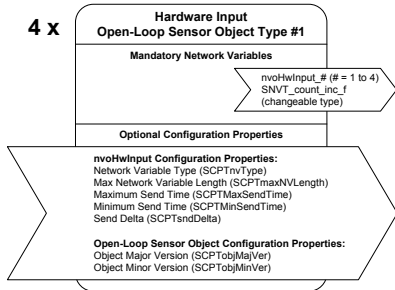 4 x
Hardware Input
Open-Loop Sensor Object Type #1
Mandatory Network Variables
nvoHwInput_# (# = 1 to 4)
SNVT_count_inc_f
(changeable type)
Optional Configuration Properties
nvoHwInput Configuration Properties:
Network Variable Type (SCPTnvType)
Max Network Variable Length (SCPTmaxNVLength)
Maximum Send Time (SCPTMaxSendTime)
Minimum Send Time (SCPTMinSendTime)
Send Delta (SCPTsndDelta)
Open-Loop Sensor Object Configuration Properties:
Object Major Version (SCPTobjMajVer)
Object Minor Version (SCPTobjMinVer)